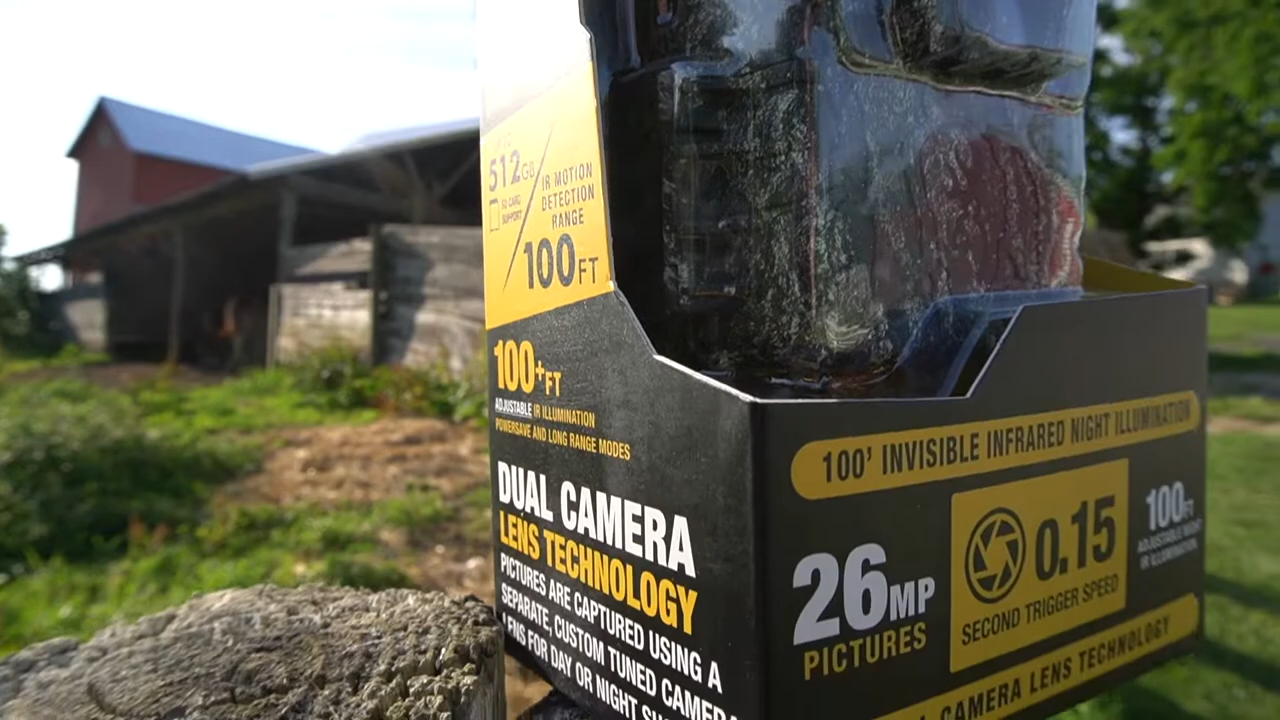 512GB
SD CARD
SUPPORT
IR MOTION
DETECTION
RANGE
100FT
100+FT
ADJUSTABLE IR ILLUMINATION
POWERSAVE AND LONG RANGE MODES
DUAL CAMERA
LENS TECHNOLOGY
PICTURES ARE CAPTURED USING A
SEPARATE, CUSTOM TUNED CAMERA
LENS FOR DAY OR NIGHT
100' INVISIBLE INFRARED NIGHT ILLUMINATION
26MP
PICTURES
0.15
SECOND TRIGGER SPEED
100FT
ADJUSTABLE NIGHT
IR ILLUMINATION
CAMERA LENS TECHNOLOGY